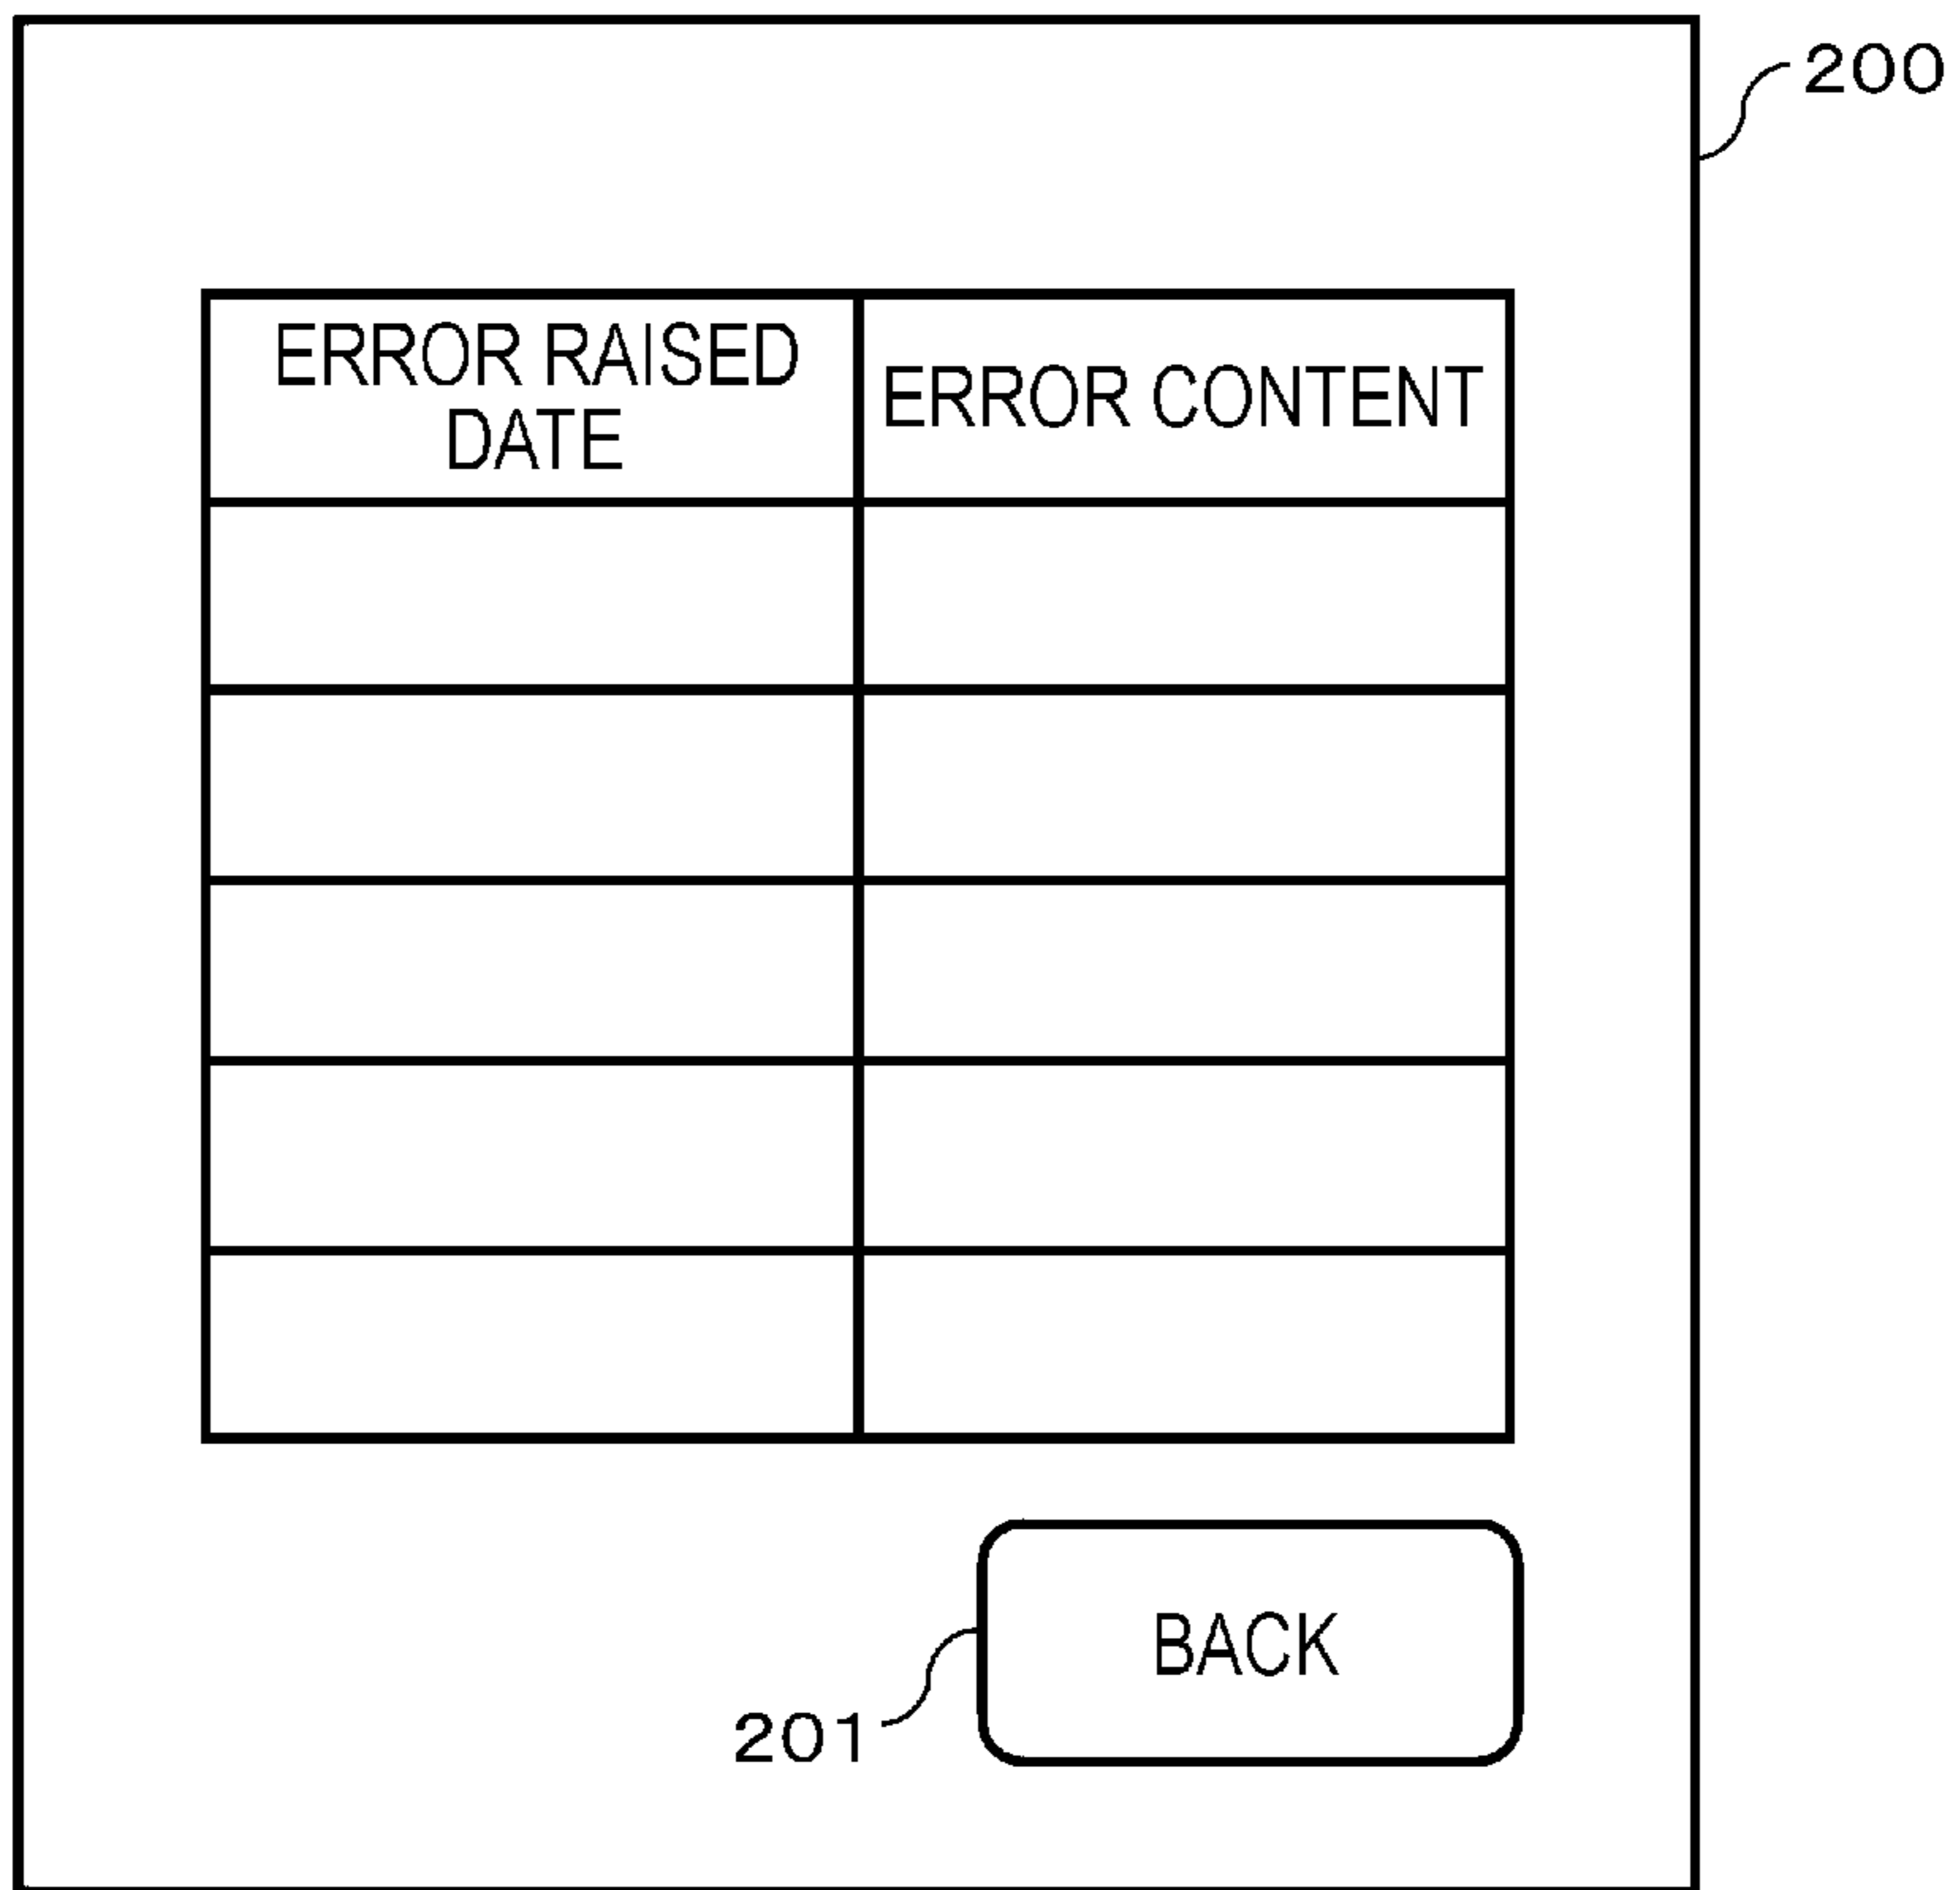 200
ERROR RAISED
DATE
ERROR CONTENT
BACK
201